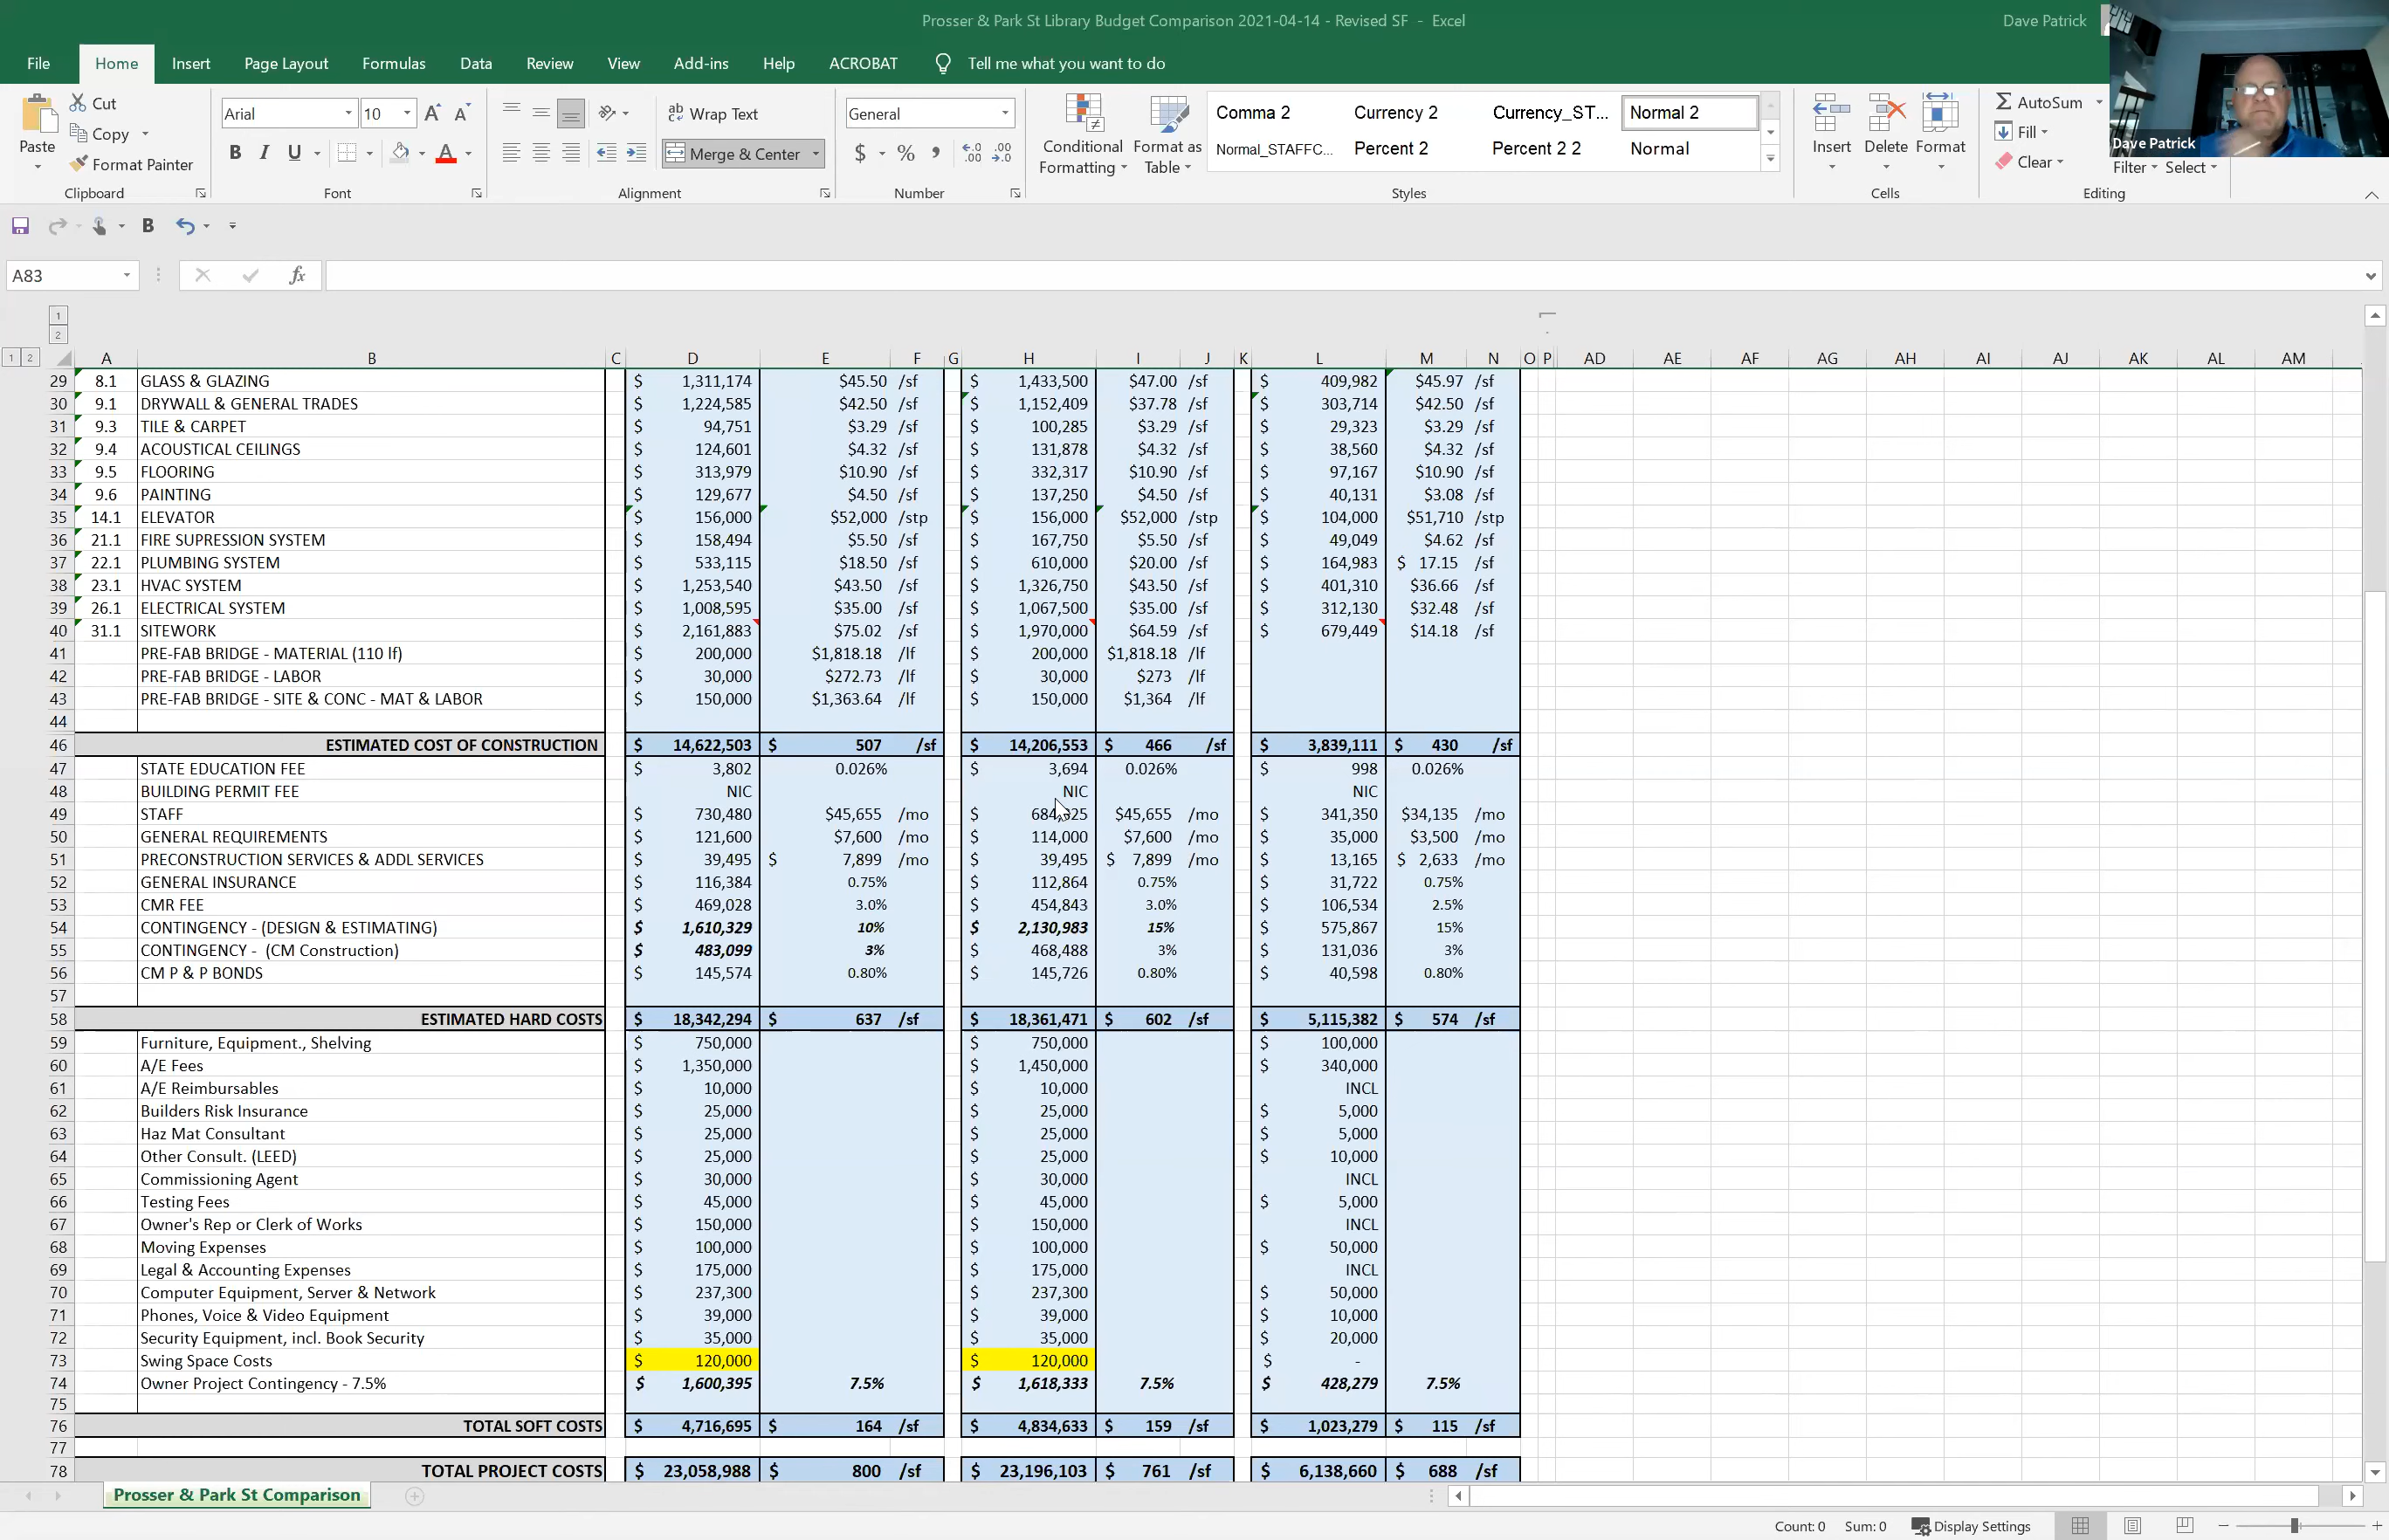 Prosser & Park St Library Budget Comparison 2021-04-14 - Revised SF - Excel
Dave Patrick
File Home Insert Page Layout Formulas Data Review View Add-ins Help ACROBAT Tell me what you want to do
Paste Cut Copy Format Painter Clipboard
Arial 10 B I U Font
Wrap Text Merge & Center Alignment
General $ % , Number
Conditional Formatting Format as Table
Comma 2 Currency 2 Currency_ST... Normal 2
Normal_STAFFC... Percent 2 Percent 2 2 Normal
Styles
Insert Delete Format Cells
AutoSum Fill Clear Filter Select Editing
Dave Patrick
B
A83 fx
1
2
1 2 A B C D E F G H I J K L M N O P AD AE AF AG AH AI AJ AK AL AM
29 8.1 GLASS & GLAZING $ 1,311,174 $45.50 /sf $ 1,433,500 $47.00 /sf $ 409,982 $45.97 /sf
30 9.1 DRYWALL & GENERAL TRADES $ 1,224,585 $42.50 /sf $ 1,152,409 $37.78 /sf $ 303,714 $42.50 /sf
31 9.3 TILE & CARPET $ 94,751 $3.29 /sf $ 100,285 $3.29 /sf $ 29,323 $3.29 /sf
32 9.4 ACOUSTICAL CEILINGS $ 124,601 $4.32 /sf $ 131,878 $4.32 /sf $ 38,560 $4.32 /sf
33 9.5 FLOORING $ 313,979 $10.90 /sf $ 332,317 $10.90 /sf $ 97,167 $10.90 /sf
34 9.6 PAINTING $ 129,677 $4.50 /sf $ 137,250 $4.50 /sf $ 40,131 $3.08 /sf
35 14.1 ELEVATOR $ 156,000 $52,000 /stp $ 156,000 $52,000 /stp $ 104,000 $51,710 /stp
36 21.1 FIRE SUPRESSION SYSTEM $ 158,494 $5.50 /sf $ 167,750 $5.50 /sf $ 49,049 $4.62 /sf
37 22.1 PLUMBING SYSTEM $ 533,115 $18.50 /sf $ 610,000 $20.00 /sf $ 164,983 $ 17.15 /sf
38 23.1 HVAC SYSTEM $ 1,253,540 $43.50 /sf $ 1,326,750 $43.50 /sf $ 401,310 $36.66 /sf
39 26.1 ELECTRICAL SYSTEM $ 1,008,595 $35.00 /sf $ 1,067,500 $35.00 /sf $ 312,130 $32.48 /sf
40 31.1 SITEWORK $ 2,161,883 $75.02 /sf $ 1,970,000 $64.59 /sf $ 679,449 $14.18 /sf
41 PRE-FAB BRIDGE - MATERIAL (110 lf) $ 200,000 $1,818.18 /lf $ 200,000 $1,818.18 /lf
42 PRE-FAB BRIDGE - LABOR $ 30,000 $272.73 /lf $ 30,000 $273 /lf
43 PRE-FAB BRIDGE - SITE & CONC - MAT & LABOR $ 150,000 $1,363.64 /lf $ 150,000 $1,364 /lf
44
46 ESTIMATED COST OF CONSTRUCTION $ 14,622,503 $ 507 /sf $ 14,206,553 $ 466 /sf $ 3,839,111 $ 430 /sf
47 STATE EDUCATION FEE $ 3,802 0.026% $ 3,694 0.026% $ 998 0.026%
48 BUILDING PERMIT FEE NIC NIC NIC
49 STAFF $ 730,480 $45,655 /mo $ $45,655 /mo $ 341,350 $34,135 /mo
50 GENERAL REQUIREMENTS $ 121,600 $7,600 /mo $ 114,000 $7,600 /mo $ 35,000 $3,500 /mo
51 PRECONSTRUCTION SERVICES & ADDL SERVICES $ 39,495 $ 7,899 /mo $ 39,495 $ 7,899 /mo $ 13,165 $ 2,633 /mo
52 GENERAL INSURANCE $ 116,384 0.75% $ 112,864 0.75% $ 31,722 0.75%
53 CMR FEE $ 469,028 3.0% $ 454,843 3.0% $ 106,534 2.5%
54 CONTINGENCY - (DESIGN & ESTIMATING) $ 1,610,329 10% $ 2,130,983 15% $ 575,867 15%
55 CONTINGENCY - (CM Construction) $ 483,099 3% $ 468,488 3% $ 131,036 3%
56 CM P & P BONDS $ 145,574 0.80% $ 145,726 0.80% $ 40,598 0.80%
57
58 ESTIMATED HARD COSTS $ 18,342,294 $ 637 /sf $ 18,361,471 $ 602 /sf $ 5,115,382 $ 574 /sf
59 Furniture, Equipment., Shelving $ 750,000 $ 750,000 $ 100,000
60 A/E Fees $ 1,350,000 $ 1,450,000 $ 340,000
61 A/E Reimbursables $ 10,000 $ 10,000 INCL
62 Builders Risk Insurance $ 25,000 $ 25,000 $ 5,000
63 Haz Mat Consultant $ 25,000 $ 25,000 $ 5,000
64 Other Consult. (LEED) $ 25,000 $ 25,000 $ 10,000
65 Commissioning Agent $ 30,000 $ 30,000 INCL
66 Testing Fees $ 45,000 $ 45,000 $ 5,000
67 Owner's Rep or Clerk of Works $ 150,000 $ 150,000 INCL
68 Moving Expenses $ 100,000 $ 100,000 $ 50,000
69 Legal & Accounting Expenses $ 175,000 $ 175,000 INCL
70 Computer Equipment, Server & Network $ 237,300 $ 237,300 $ 50,000
71 Phones, Voice & Video Equipment $ 39,000 $ 39,000 $ 10,000
72 Security Equipment, incl. Book Security $ 35,000 $ 35,000 $ 20,000
73 Swing Space Costs $ 120,000 $ 120,000 $ -
74 Owner Project Contingency - 7.5% $ 1,600,395 7.5% $ 1,618,333 7.5% $ 428,279 7.5%
75
76 TOTAL SOFT COSTS $ 4,716,695 $ 164 /sf $ 4,834,633 $ 159 /sf $ 1,023,279 $ 115 /sf
77
78 TOTAL PROJECT COSTS $ 23,058,988 $ 800 /sf $ 23,196,103 $ 761 /sf $ 6,138,660 $ 688 /sf
Prosser & Park St Comparison
Count: 0 Sum: 0 Display Settings